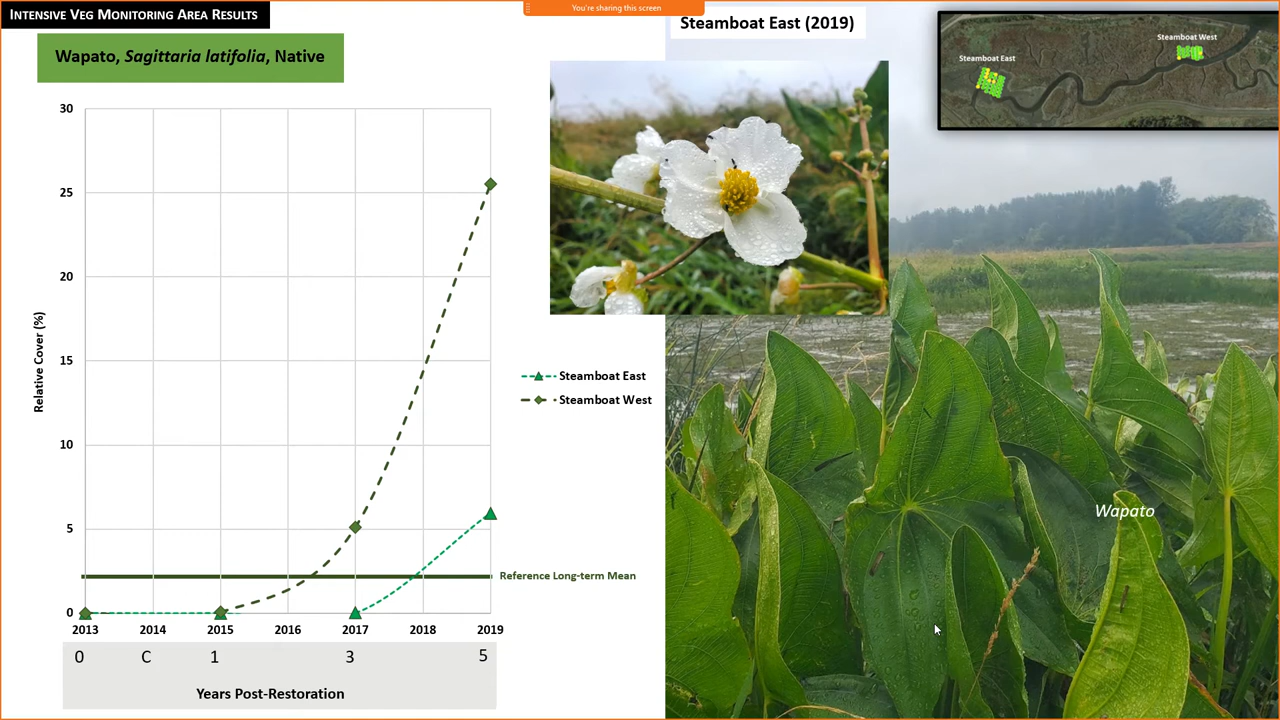 INTENSIVE VEG MONITORING AREA RESULTS
You're sharing this screen
Steamboat East (2019)
Wapato, Sagittaria latifolia, Native
Steamboat West
Steamboat East
30
25
20
15
10
5
0
Relative Cover (%)
Steamboat East
Steamboat West
Reference Long-term Mean
Wapato
2013 2014 2015 2016 2017 2018 2019
0 C 1 3 5
Years Post-Restoration